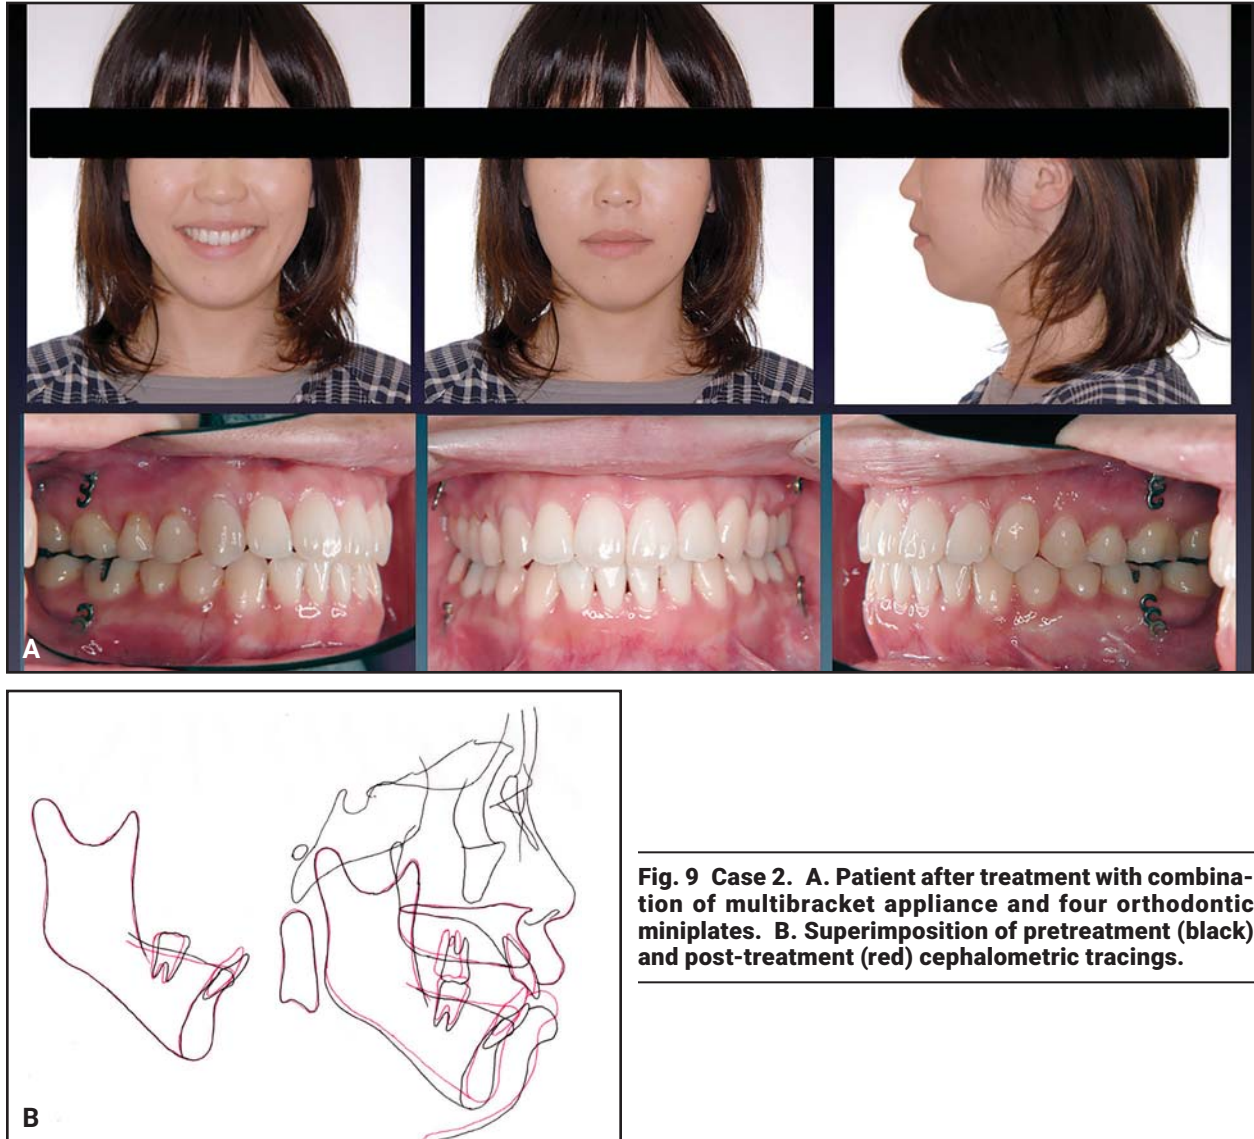 A
B
Fig. 9 Case 2. A. Patient after treatment with combina-
tion of multibracket appliance and four orthodontic
miniplates. B. Superimposition of pretreatment (black)
and post-treatment (red) cephalometric tracings.